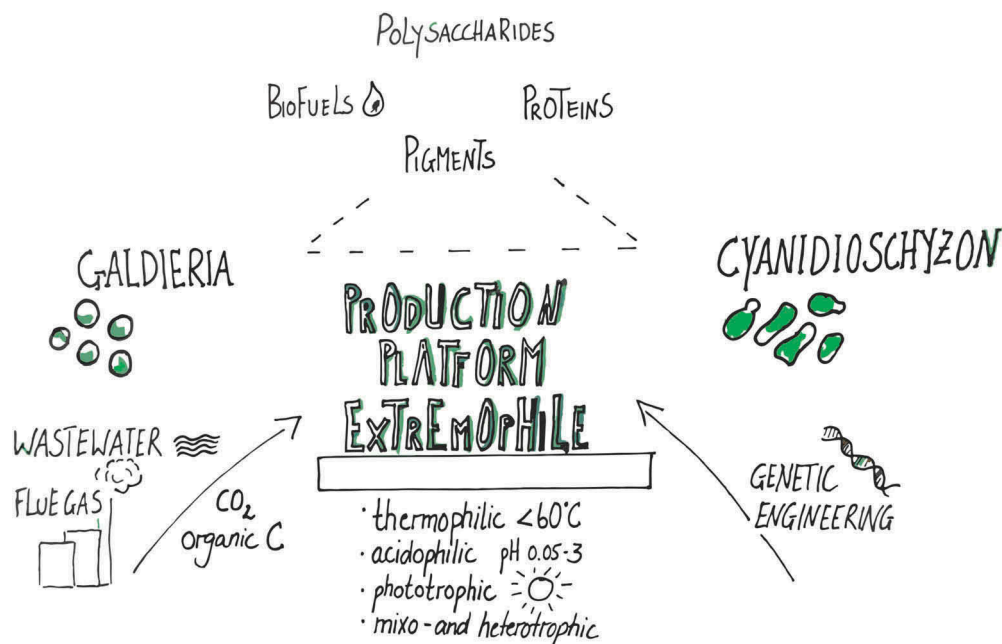 POLYSACCHARIDES
BIOFUELS
PROTEINS
PIGMENTS
GALDIERIA
CYANIDIOSCHYZON
PRODUCTION
PLATFORM
EXTREMOPHILE
WASTEWATER
FLUE GAS
CO₂
organic C
GENETIC
ENGINEERING
· thermophilic <60°C
· acidophilic pH 0.05-3
· phototrophic
· mixo- and heterotrophic